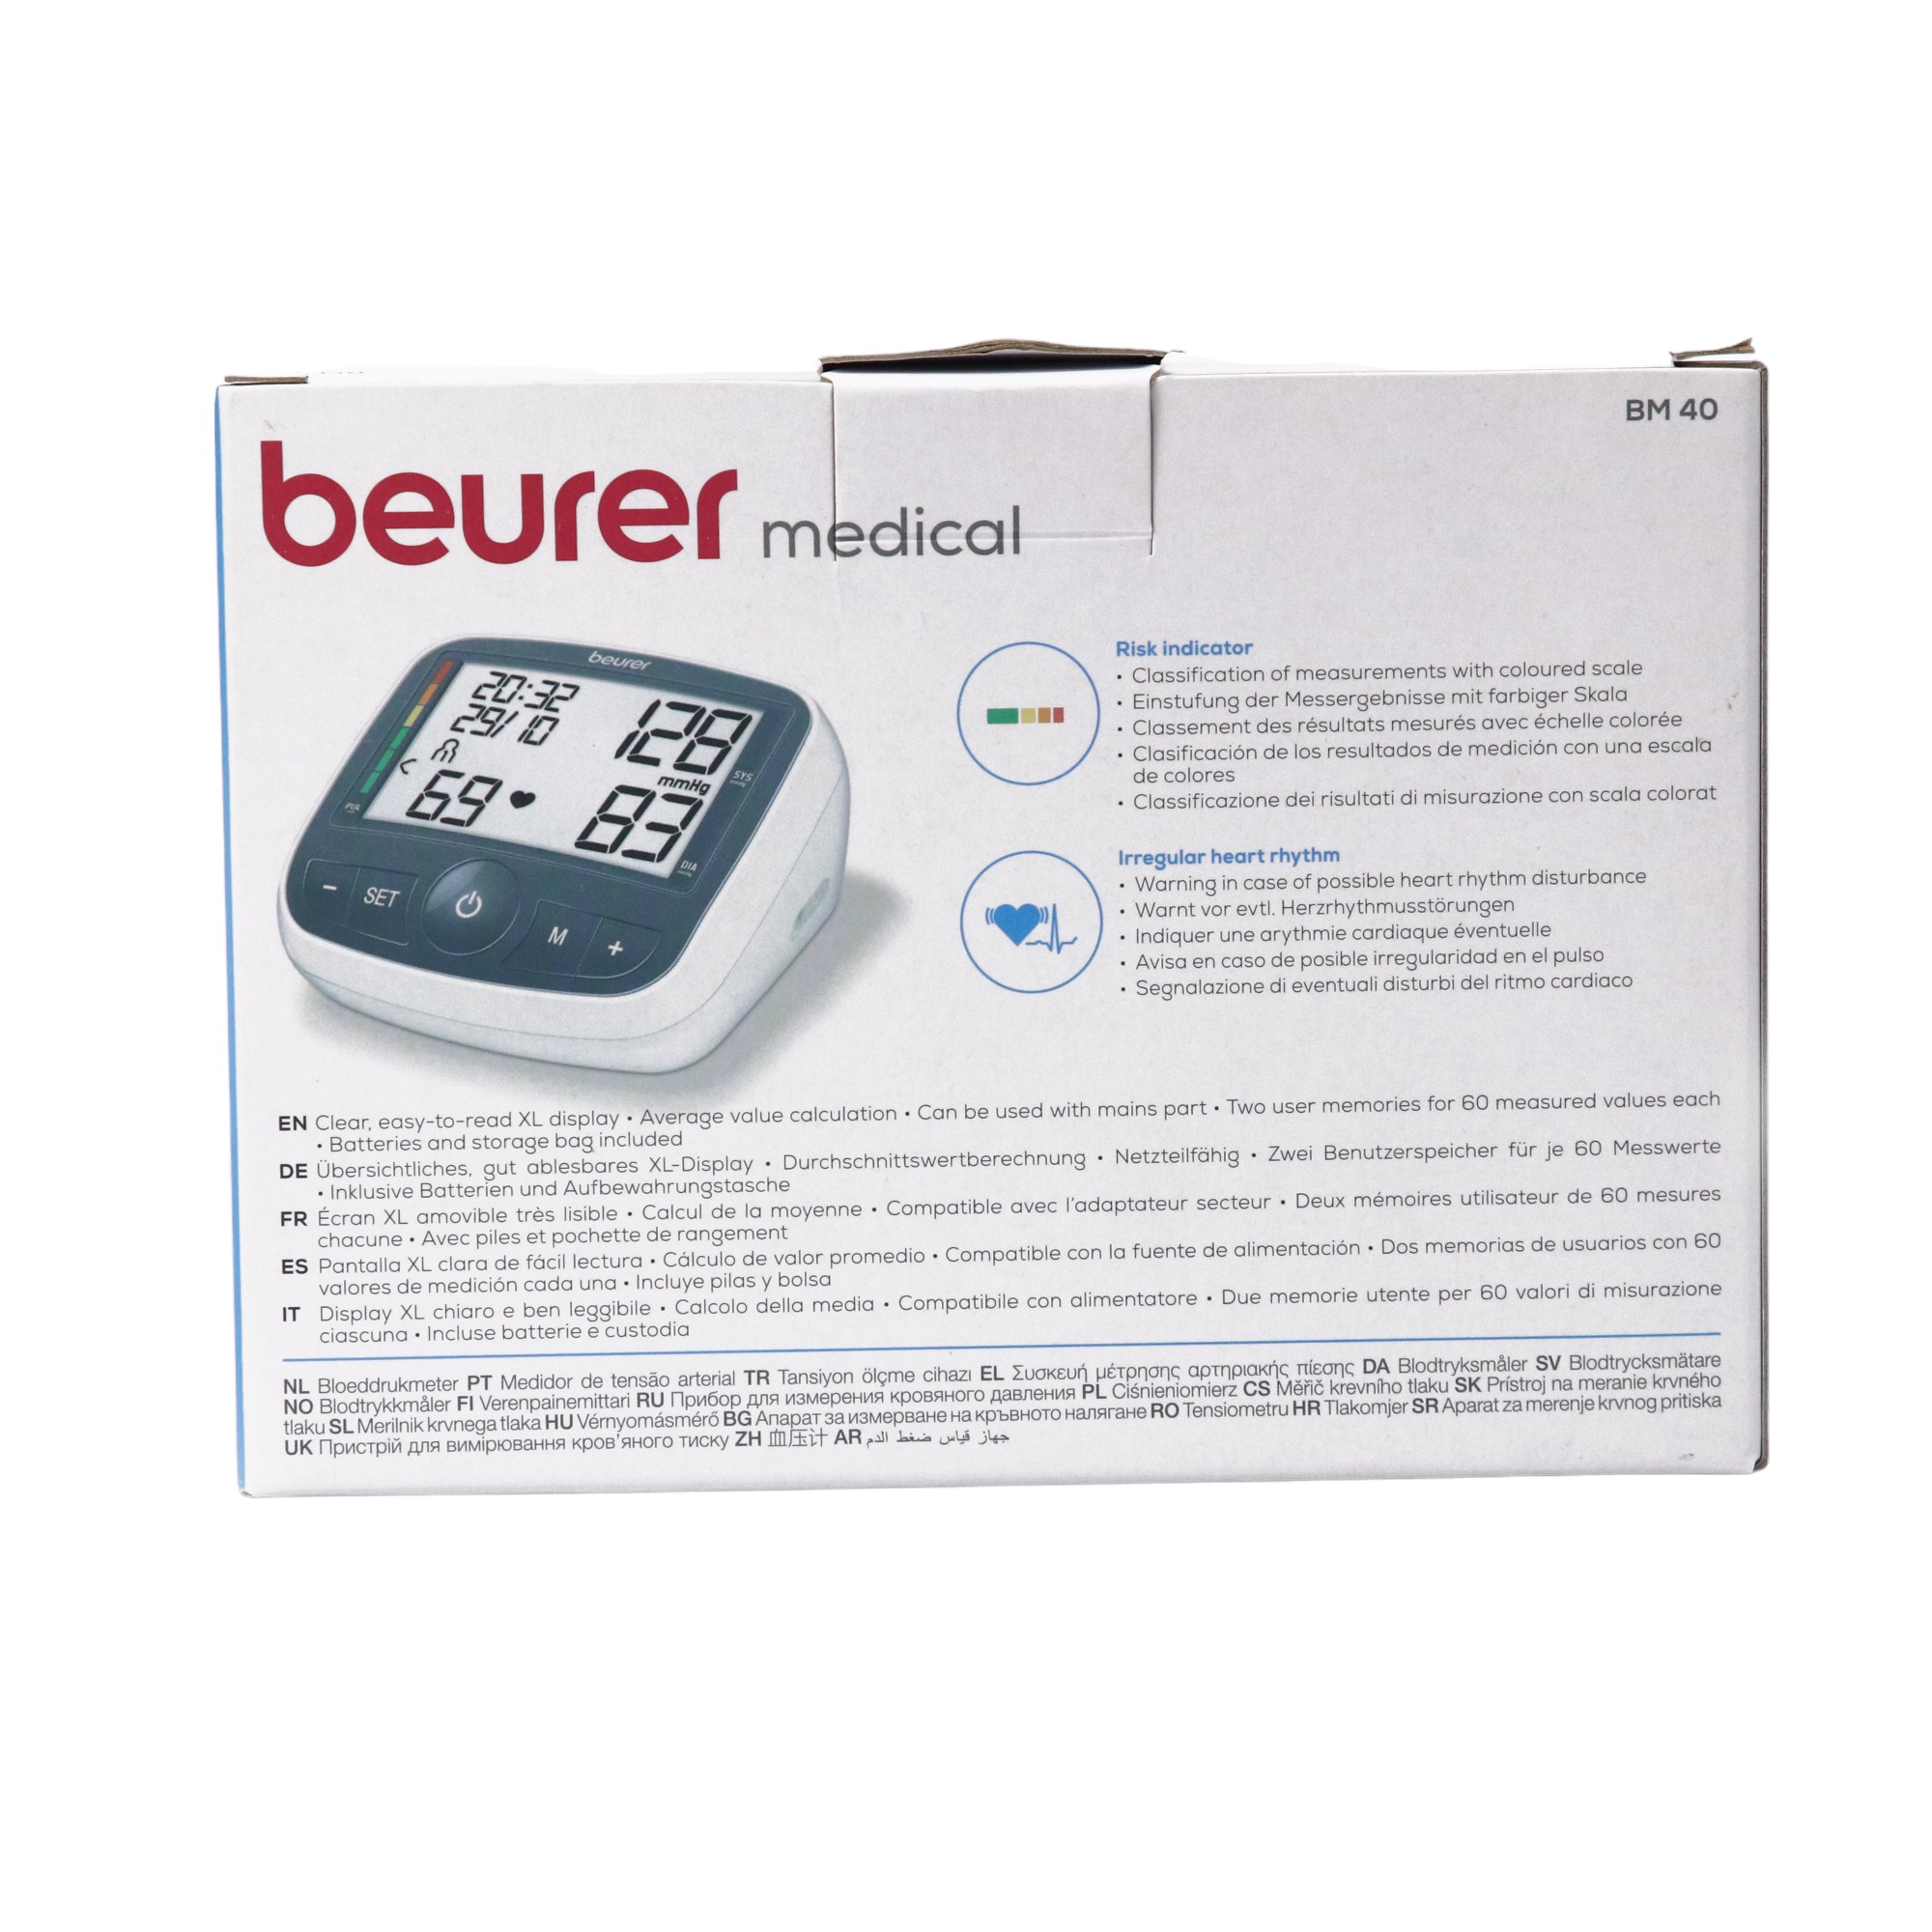 BM 40
beurer medical
beurer
20:32
29/10
128
SYS
mmHg
69
83
PUL
DIA
SET
M
Risk indicator
• Classification of measurements with coloured scale
• Einstufung der Messergebnisse mit farbiger Skala
• Classement des résultats mesurés avec échelle colorée
• Clasificación de los resultados de medición con una escala
de colores
• Classificazione dei risultati di misurazione con scala colorat
Irregular heart rhythm
• Warning in case of possible heart rhythm disturbance
• Warnt vor evtl. Herzrhythmusstörungen
• Indiquer une arythmie cardiaque éventuelle
• Avisa en caso de posible irregularidad en el pulso
• Segnalazione di eventuali disturbi del ritmo cardiaco
EN Clear, easy-to-read XL display • Average value calculation • Can be used with mains part • Two user memories for 60 measured values each
• Batteries and storage bag included
DE Übersichtliches, gut ablesbares XL-Display • Durchschnittswertberechnung • Netzteilfähig • Zwei Benutzerspeicher für je 60 Messwerte
• Inklusive Batterien und Aufbewahrungstasche
FR Écran XL amovible très lisible • Calcul de la moyenne • Compatible avec l'adaptateur secteur • Deux mémoires utilisateur de 60 mesures
chacune • Avec piles et pochette de rangement
ES Pantalla XL clara de fácil lectura • Cálculo de valor promedio • Compatible con la fuente de alimentación • Dos memorias de usuarios con 60
valores de medición cada una • Incluye pilas y bolsa
IT Display XL chiaro e ben leggibile • Calcolo della media • Compatibile con alimentatore • Due memorie utente per 60 valori di misurazione
ciascuna • Incluse batterie e custodia
NL Bloeddrukmeter PT Medidor de tensão arterial TR Tansiyon ölçme cihazı EL Συσκευή μέτρησης αρτηριακής πίεσης DA Blodtryksmåler SV Blodtrycksmätare
NO Blodtrykkmåler FI Verenpainemittari RU Прибор для измерения кровяного давления PL Ciśnieniomierz CS Měřič krevního tlaku SK Prístroj na meranie krvného
tlaku SL Merilnik krvnega tlaka HU Vérnyomásmérő BG Апарат за измерване на кръвното налягане RO Tensiometru HR Tlakomjer SR Aparat za merenje krvnog pritiska
UK Пристрій для вимірювання кров'яного тиску ZH 血压计 AR جهاز قياس ضغط الدم